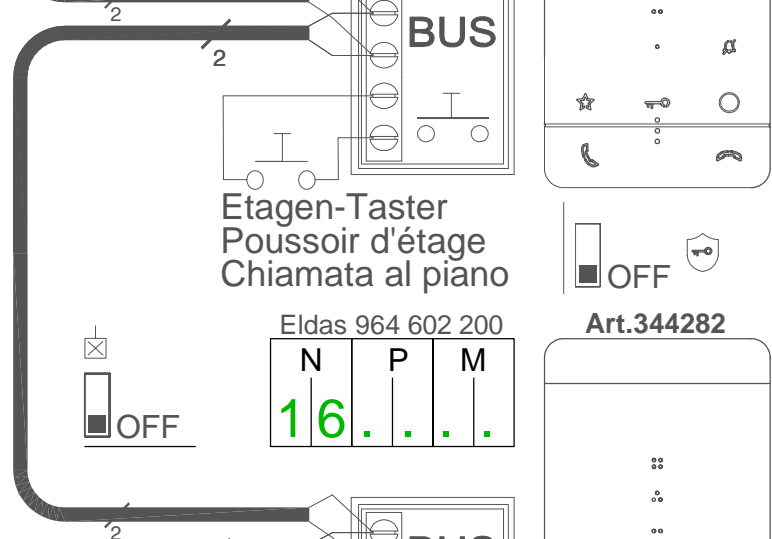 2
BUS
2
Etagen-Taster
Poussoir d'étage
Chiamata al piano
OFF
Eldas 964 602 200
Art.344282
N P M
16. . . .
OFF
2
BUS